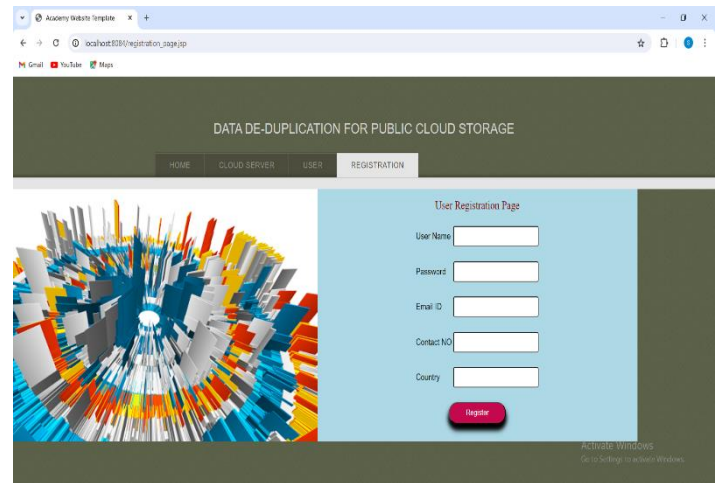 Academy Website Template
localhost:8084/registration_page.jsp
Gmail YouTube Maps
DATA DE-DUPLICATION FOR PUBLIC CLOUD STORAGE
HOME CLOUD SERVER USER REGISTRATION
User Registration Page
User Name
Password
Email ID
Contact NO
Country
Register
Activate Windows
Go to Settings to activate Windows.